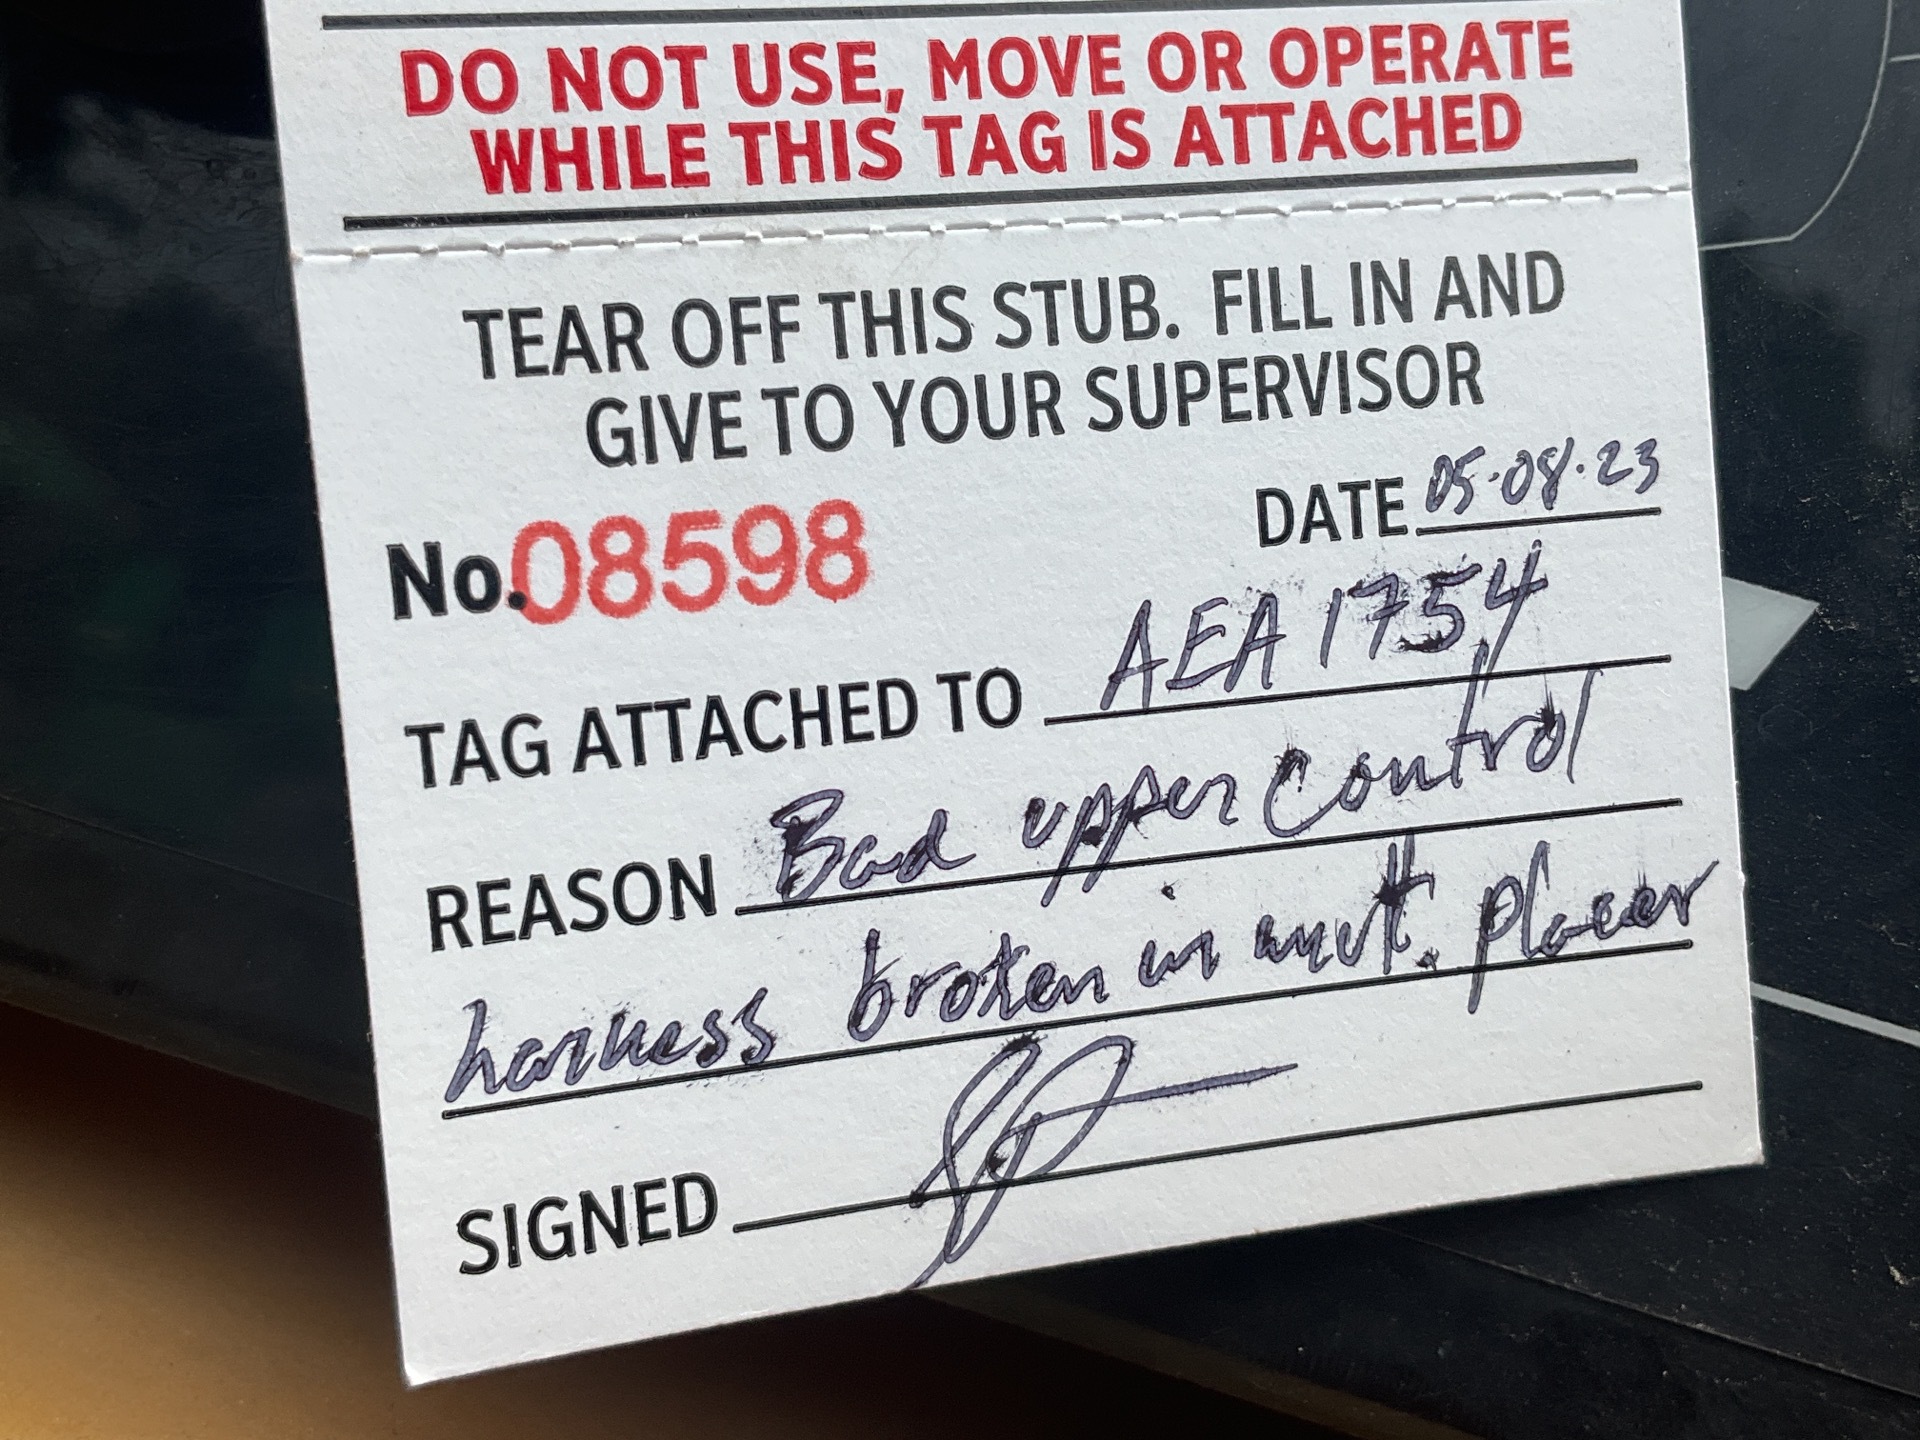 DO NOT USE, MOVE OR OPERATE
WHILE THIS TAG IS ATTACHED
TEAR OFF THIS STUB. FILL IN AND
GIVE TO YOUR SUPERVISOR
DATE 05.08.23
No. 08598
TAG ATTACHED TO AEA 1754
REASON Bad upper control
harness broken in mult. places
SIGNED